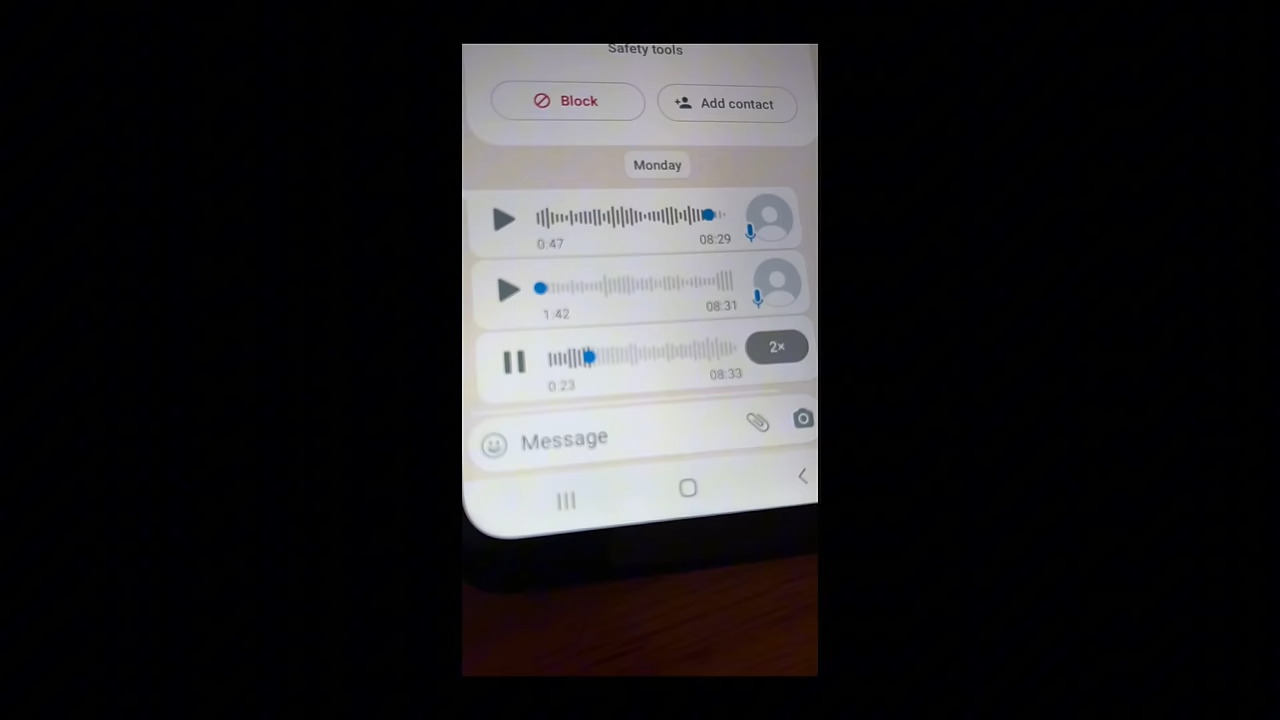 Safety tools
Block
Add contact
Monday
0:47
08:29
1:42
08:31
2×
0:23
08:33
Message